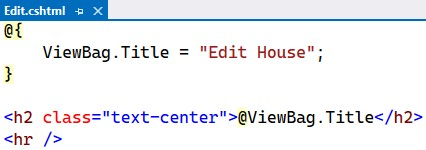 Edit.cshtml
@{
    ViewBag.Title = "Edit House";
}
<h2 class="text-center">@ViewBag.Title</h2>
<hr />